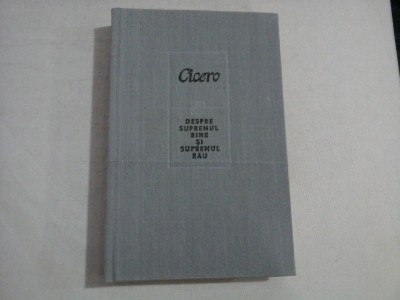 Cicero
DESPRE
SUPREMUL
BINE
ȘI
SUPREMUL
RĂU